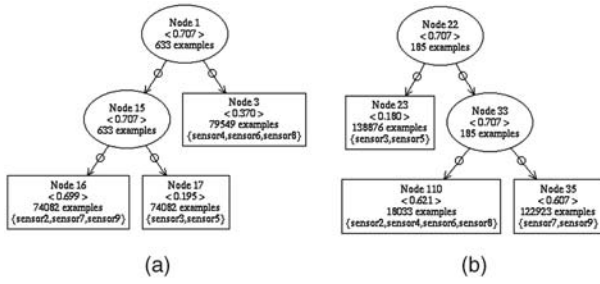 Node 1
< 0.707 >
633 examples
Node 15
< 0.707 >
633 examples
Node 3
< 0.370 >
79549 examples
{sensor4,sensor6,sensor8}
Node 16
< 0.699 >
74082 examples
{sensor2,sensor7,sensor9}
Node 17
< 0.195 >
74082 examples
{sensor3,sensor5}
(a)
Node 22
< 0.707 >
185 examples
Node 23
< 0.180 >
138876 examples
{sensor3,sensor5}
Node 33
< 0.707 >
185 examples
Node 110
< 0.621 >
18033 examples
{sensor2,sensor4,sensor6,sensor8}
Node 35
< 0.607 >
122923 examples
{sensor7,sensor9}
(b)